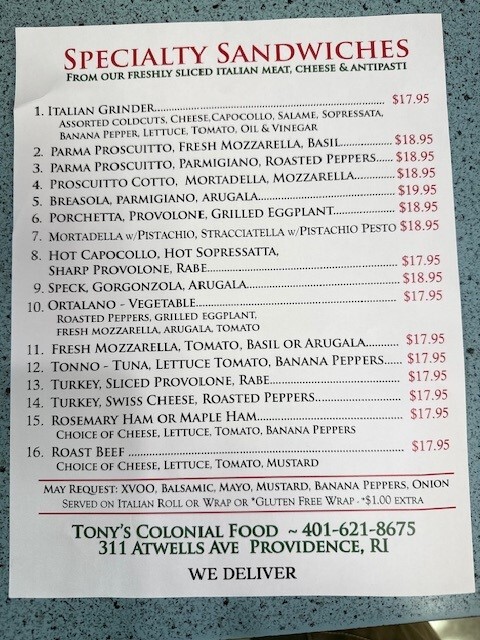 SPECIALTY SANDWICHES
FROM OUR FRESHLY SLICED ITALIAN MEAT, CHEESE & ANTIPASTI
1. ITALIAN GRINDER.......... $17.95
ASSORTED COLDCUTS, CHEESE,CAPOCOLLO, SALAME, SOPRESSATA,
BANANA PEPPER, LETTUCE, TOMATO, OIL & VINEGAR
2. PARMA PROSCUITTO, FRESH MOZZARELLA, BASIL.......... $18.95
3. PARMA PROSCUITTO, PARMIGIANO, ROASTED PEPPERS..... $18.95
4. PROSCUITTO COTTO, MORTADELLA, MOZZARELLA.......... $18.95
5. BREASOLA, PARMIGIANO, ARUGALA.......... $19.95
6. PORCHETTA, PROVOLONE, GRILLED EGGPLANT.......... $18.95
7. MORTADELLA W/PISTACHIO, STRACCIATELLA W/PISTACHIO PESTO $18.95
8. HOT CAPOCOLLO, HOT SOPRESSATTA,
SHARP PROVOLONE, RABE.......... $17.95
9. SPECK, GORGONZOLA, ARUGALA.......... $18.95
10. ORTALANO - VEGETABLE.......... $17.95
ROASTED PEPPERS, GRILLED EGGPLANT,
FRESH MOZZARELLA, ARUGALA, TOMATO
11. FRESH MOZZARELLA, TOMATO, BASIL OR ARUGALA.......... $17.95
12. TONNO - TUNA, LETTUCE TOMATO, BANANA PEPPERS..... $17.95
13. TURKEY, SLICED PROVOLONE, RABE.......... $17.95
14. TURKEY, SWISS CHEESE, ROASTED PEPPERS.......... $17.95
15. ROSEMARY HAM OR MAPLE HAM.......... $17.95
CHOICE OF CHEESE, LETTUCE, TOMATO, BANANA PEPPERS
16. ROAST BEEF .......... $17.95
CHOICE OF CHEESE, LETTUCE, TOMATO, MUSTARD
MAY REQUEST: XVOO, BALSAMIC, MAYO, MUSTARD, BANANA PEPPERS, ONION
SERVED ON ITALIAN ROLL OR WRAP OR *GLUTEN FREE WRAP -*$1.00 EXTRA
TONY'S COLONIAL FOOD ~ 401-621-8675
311 ATWELLS AVE PROVIDENCE, RI
WE DELIVER